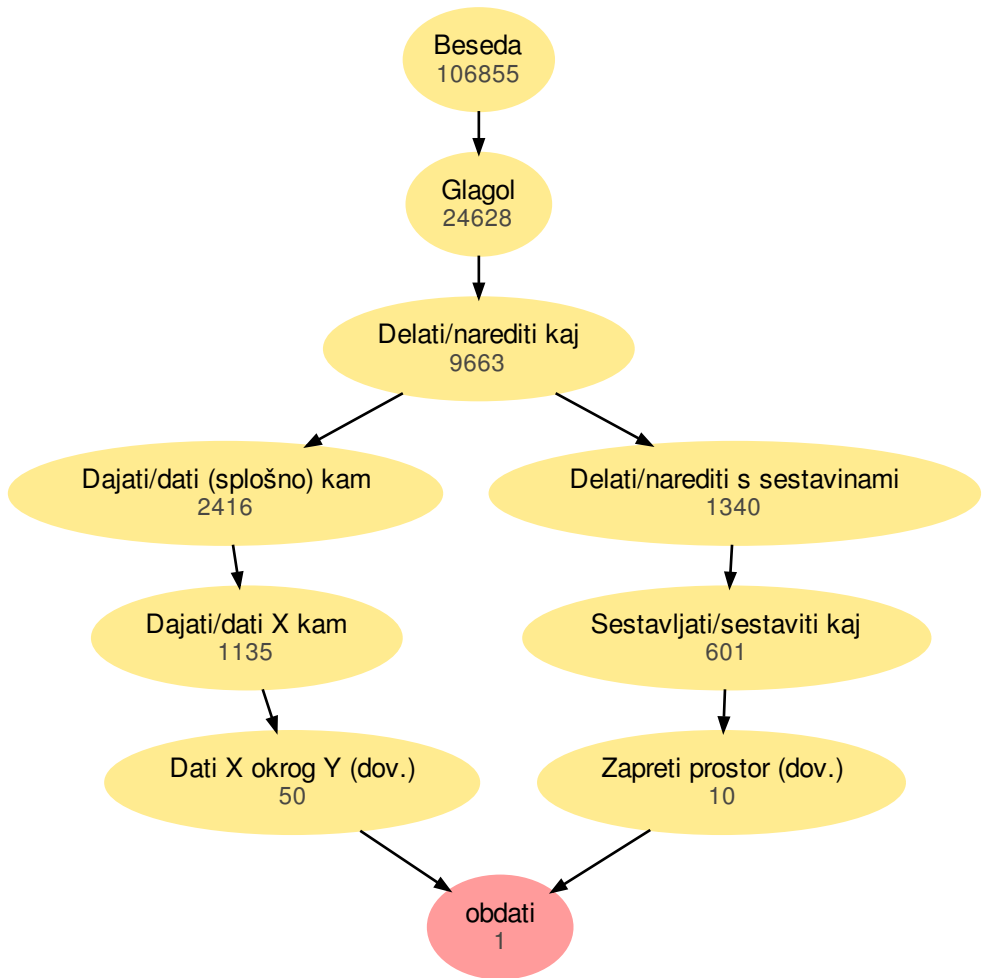 Beseda
106855
Glagol
24628
Delati/narediti kaj
9663
Dajati/dati (splošno) kam
2416
Delati/narediti s sestavinami
1340
Dajati/dati X kam
1135
Sestavljati/sestaviti kaj
601
Dati X okrog Y (dov.)
50
Zapreti prostor (dov.)
10
obdati
1